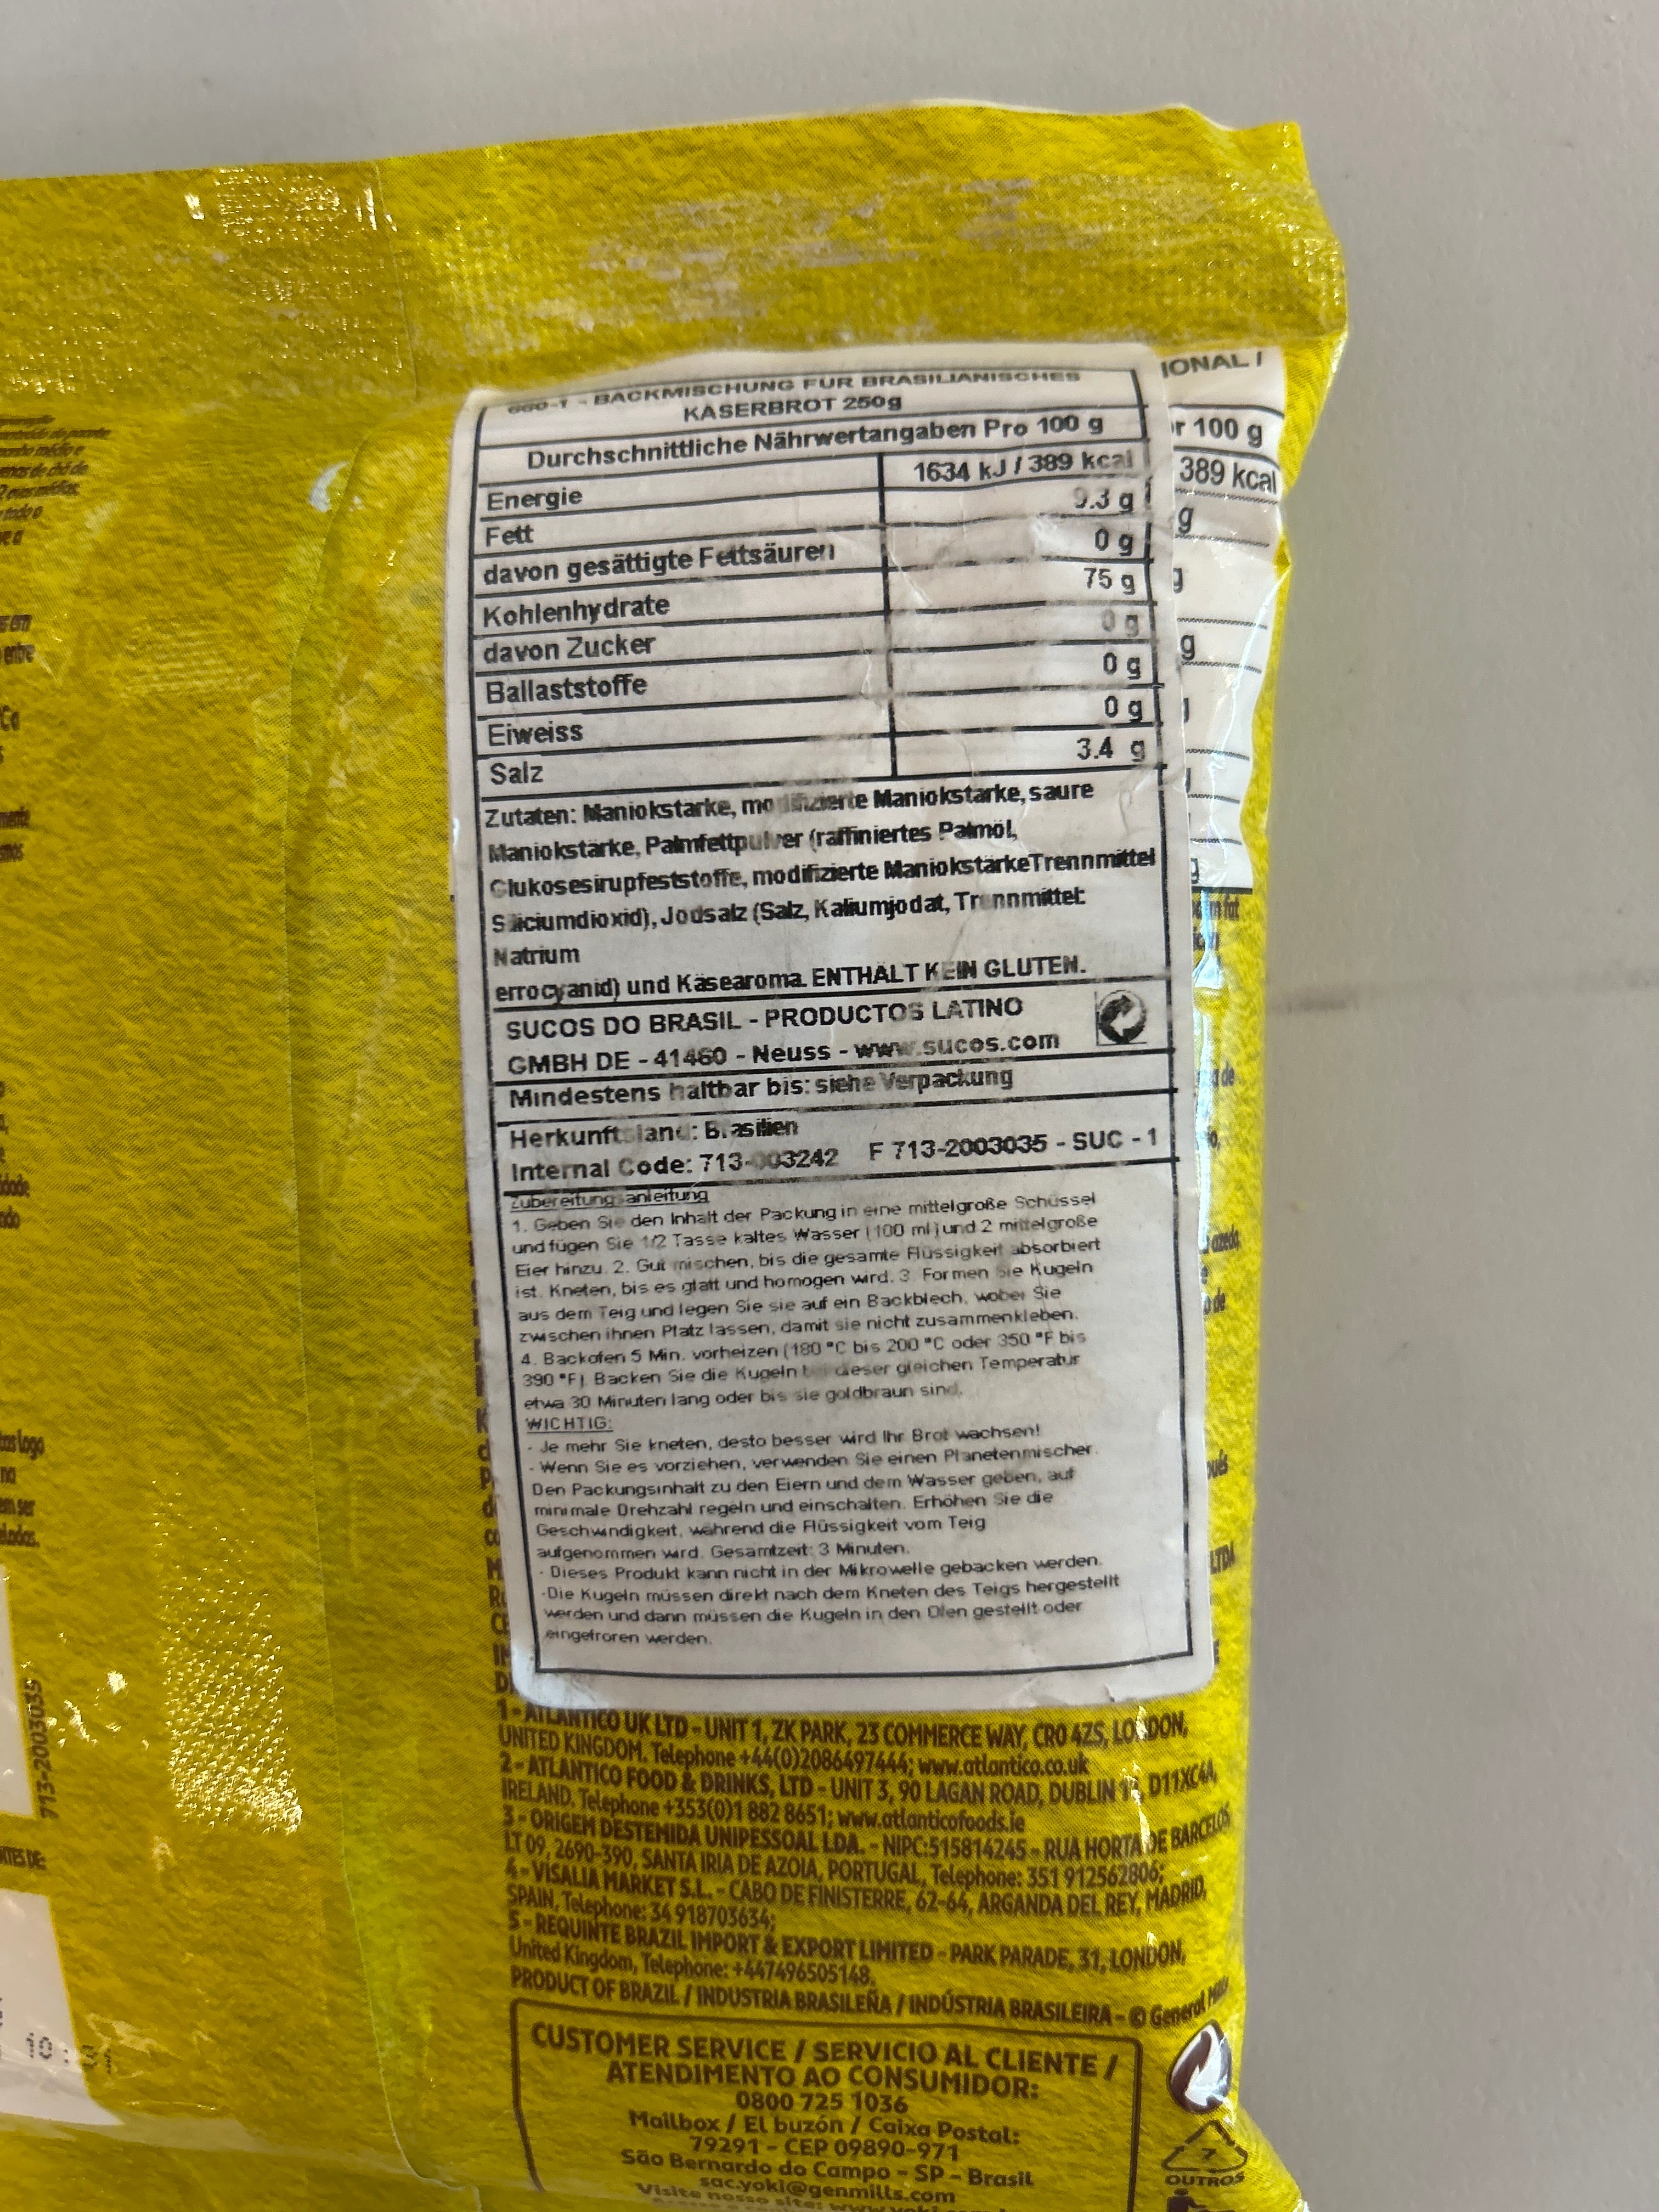 BACKMISCHUNG FUR BRASILIANISCHES
KASERBROT 250g
Durchschnittliche Nährwertangaben Pro 100 g
Energie 1634 kJ / 389 kcal
Fett 9.3 g
davon gesättigte Fettsäuren 0 g
Kohlenhydrate 75 g
davon Zucker 0 g
Ballaststoffe 0 g
Eiweiss 0 g
Salz 3.4 g
Zutaten: Maniokstarke, modifizierte Maniokstarke, saure
Maniokstärke, Palmfettpulver (raffiniertes Palmöl,
Glukosesirupfeststoffe, modifizierte ManiokstärkeTrennmittel
Siliciumdioxid), Jodsalz (Salz, Kaliumjodat, Trennmittel:
Natrium
errocyanid) und Käsearoma. ENTHÄLT KEIN GLUTEN.
SUCOS DO BRASIL - PRODUCTOS LATINO
GMBH DE - 41460 - Neuss - www.sucos.com
Mindestens haltbar bis: siehe Verpackung
Herkunftsland: Brasilien
Internal Code: 713-003242 F 713-2003035 - SUC - 1
Zubereitungsanleitung
1. Geben Sie den Inhalt der Packung in eine mittelgroße Schüssel
und fügen Sie 1/2 Tasse kaltes Wasser (100 ml) und 2 mittelgroße
Eier hinzu. 2. Gut mischen, bis die gesamte Flüssigkeit absorbiert
ist. Kneten, bis es glatt und homogen wird. 3. Formen Sie Kugeln
aus dem Teig und legen Sie sie auf ein Backblech, wobei Sie
zwischen ihnen Platz lassen, damit sie nicht zusammenkleben.
4. Backofen 5 Min. vorheizen (180 °C bis 200 °C oder 350 °F bis
390 °F) Backen Sie die Kugeln bei dieser gleichen Temperatur
etwa 30 Minuten lang oder bis sie goldbraun sind.
WICHTIG:
- Je mehr Sie kneten, desto besser wird Ihr Brot wachsen!
- Wenn Sie es vorziehen, verwenden Sie einen Planetenmischer.
Den Packungsinhalt zu den Eiern und dem Wasser geben, auf
minimale Drehzahl regeln und einschalten. Erhöhen Sie die
Geschwindigkeit, während die Flüssigkeit vom Teig
aufgenommen wird. Gesamtzeit: 3 Minuten.
- Dieses Produkt kann nicht in der Mikrowelle gebacken werden.
-Die Kugeln müssen direkt nach dem Kneten des Teigs hergestellt
werden und dann müssen die Kugeln in den Ofen gestellt oder
eingefroren werden.
IONAL /
r 100 g
389 kcal
g
g
g
LTDA
713-2003035
1 - ATLANTICO UK LTD - UNIT 1, ZK PARK, 23 COMMERCE WAY, CR0 4ZS, LONDON,
UNITED KINGDOM. Telephone +44(0)2086497444; www.atlantico.co.uk
2 - ATLANTICO FOOD & DRINKS, LTD - UNIT 3, 90 LAGAN ROAD, DUBLIN D11XC4A,
IRELAND, Telephone +353(0)1 882 8651; www.atlanticofoods.ie
3 - ORIGEM DESTEMIDA UNIPESSOAL LDA. - NIPC:515814245 - RUA HORTA DE BARCELOS
LT 09, 2690-390, SANTA IRIA DE AZOIA, PORTUGAL, Telephone: 351 912562806;
4 - VISALIA MARKET S.L. - CABO DE FINISTERRE, 62-64, ARGANDA DEL REY, MADRID,
SPAIN, Telephone: 34 918703634;
5 - REQUINTE BRAZIL IMPORT & EXPORT LIMITED - PARK PARADE, 31, LONDON,
United Kingdom, Telephone: +447496505148.
PRODUCT OF BRAZIL / INDUSTRIA BRASILEÑA / INDÚSTRIA BRASILEIRA - © General Mills
CUSTOMER SERVICE / SERVICIO AL CLIENTE /
ATENDIMENTO AO CONSUMIDOR:
0800 725 1036
Mailbox / El buzón / Caixa Postal:
79291 - CEP 09890-971
São Bernardo do Campo - SP - Brasil
sac.yoki@genmills.com
Visite nosso site:
7
OUTROS